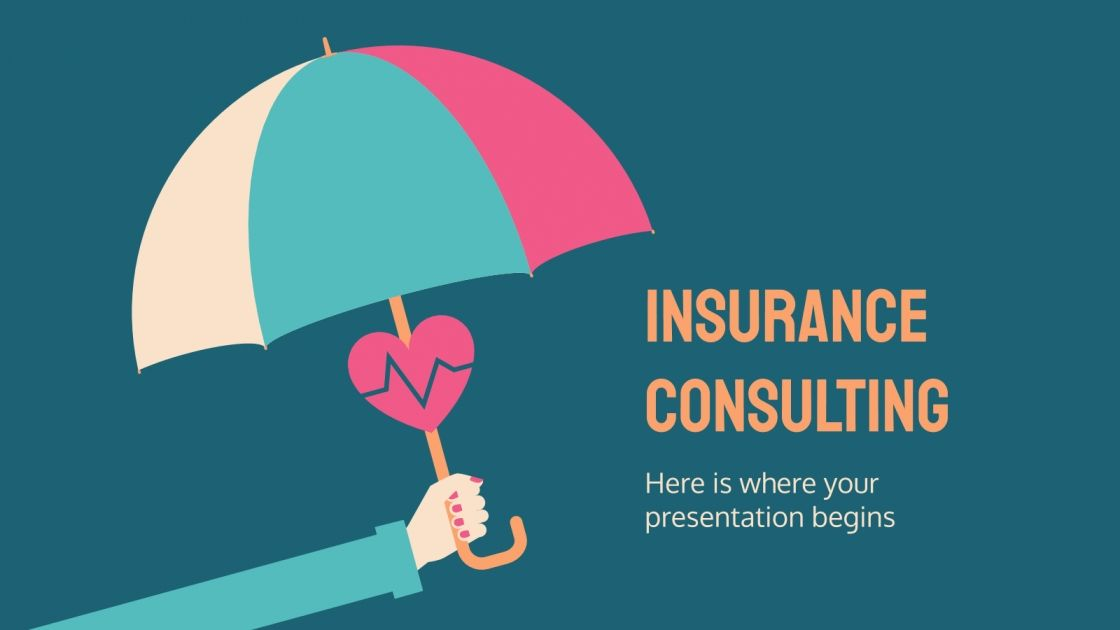 INSURANCE
CONSULTING
Here is where your
presentation begins